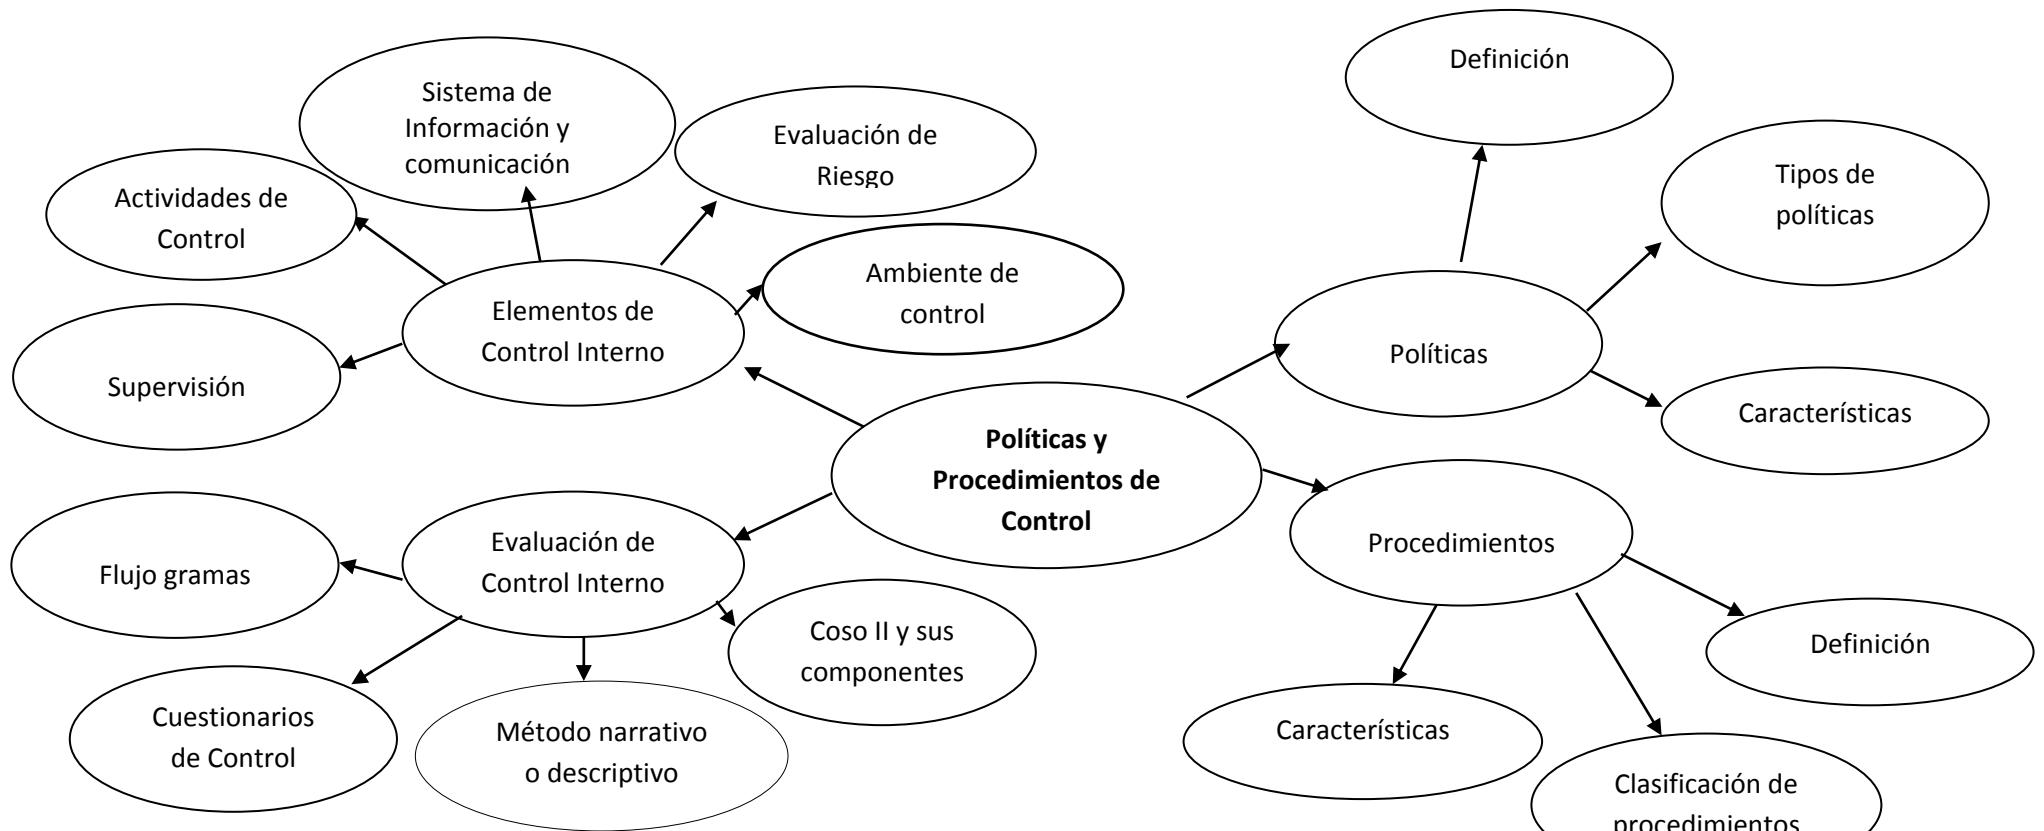 Definición
Sistema de
Información y
comunicación
Evaluación de
Riesgo
Tipos de
políticas
Actividades de
Control
Ambiente de
control
Elementos de
Control Interno
Políticas
Supervisión
Características
Políticas y
Procedimientos de
Control
Evaluación de
Control Interno
Procedimientos
Flujo gramas
Coso II y sus
componentes
Definición
Cuestionarios
de Control
Método narrativo
o descriptivo
Características
Clasificación de
procedimientos